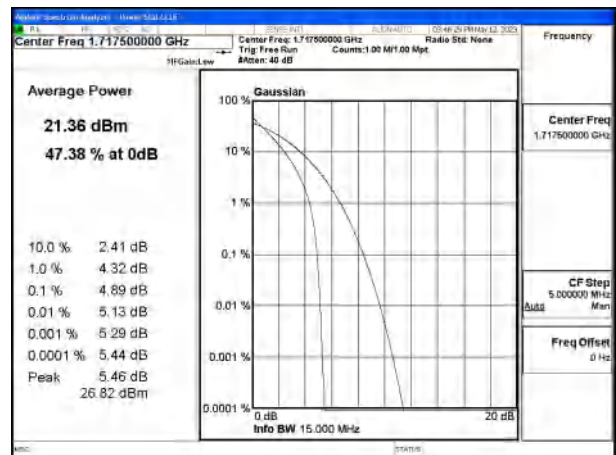 Center Freq 1.717500000 GHz
Center Freq: 1.717500000 GHz
Radio Std: None
Trig: Free Run
Counts:1.00 M/1.00 Mpt
#IFGain:Low
#Atten: 40 dB
Average Power
21.36 dBm
47.38 % at 0dB
10.0 % 2.41 dB
1.0 % 4.32 dB
0.1 % 4.89 dB
0.01 % 5.13 dB
0.001 % 5.29 dB
0.0001 % 5.44 dB
Peak 5.46 dB
26.82 dBm
Gaussian
100 %
10 %
1 %
0.1 %
0.01 %
0.001 %
0.0001 %
0 dB
20 dB
Info BW 15.000 MHz
Frequency
Center Freq
1.717500000 GHz
CF Step
5.000000 MHz
Auto Man
Freq Offset
0 Hz
MSG
STATUS